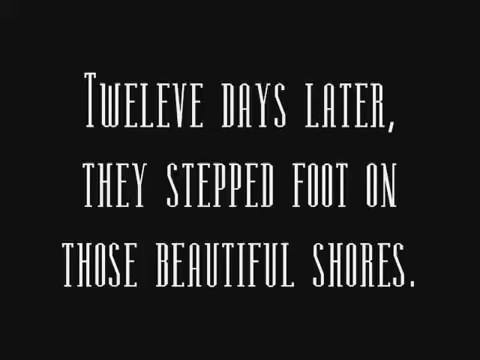 Tweleve days later,
they stepped foot on
those beautiful shores.